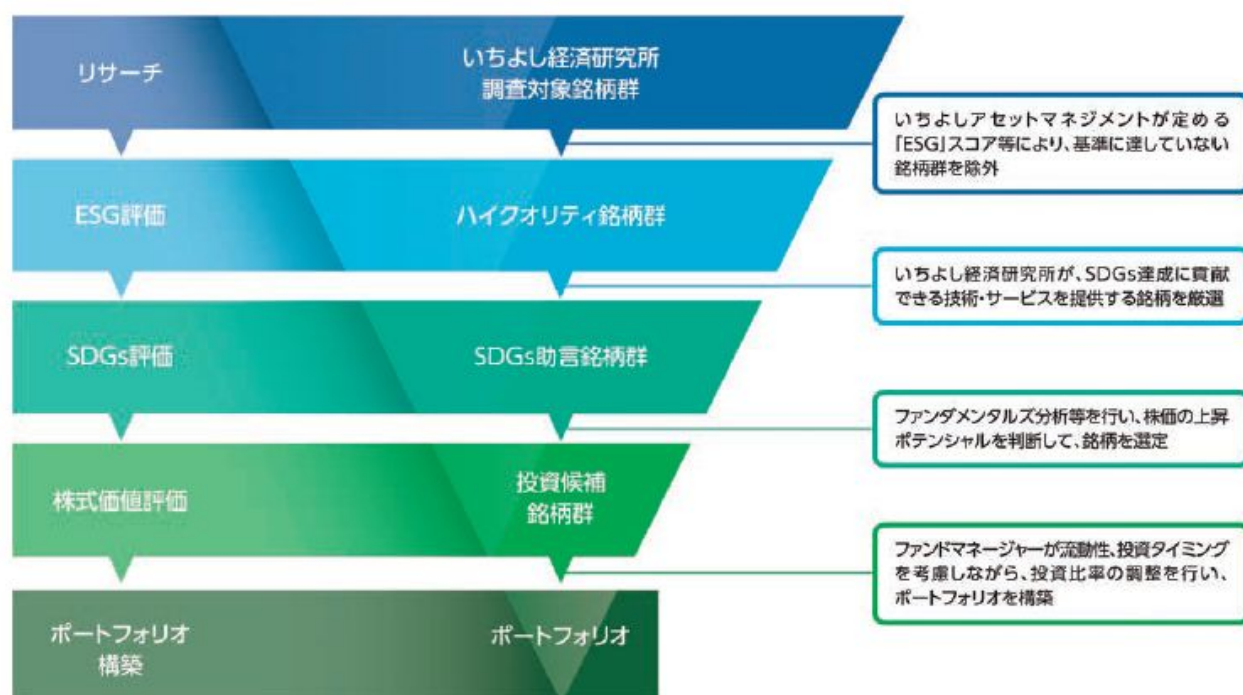 リサーチ
いちよし経済研究所
調査対象銘柄群
いちよしアセットマネジメントが定める
「ESG」スコア等により、基準に達していない
銘柄群を除外
ESG評価
ハイクオリティ銘柄群
いちよし経済研究所が、SDGs達成に貢献
できる技術・サービスを提供する銘柄を厳選
SDGs評価
SDGs助言銘柄群
ファンダメンタルズ分析等を行い、株価の上昇
ポテンシャルを判断して、銘柄を選定
株式価値評価
投資候補
銘柄群
ファンドマネージャーが流動性、投資タイミング
を考慮しながら、投資比率の調整を行い、
ポートフォリオを構築
ポートフォリオ
構築
ポートフォリオ